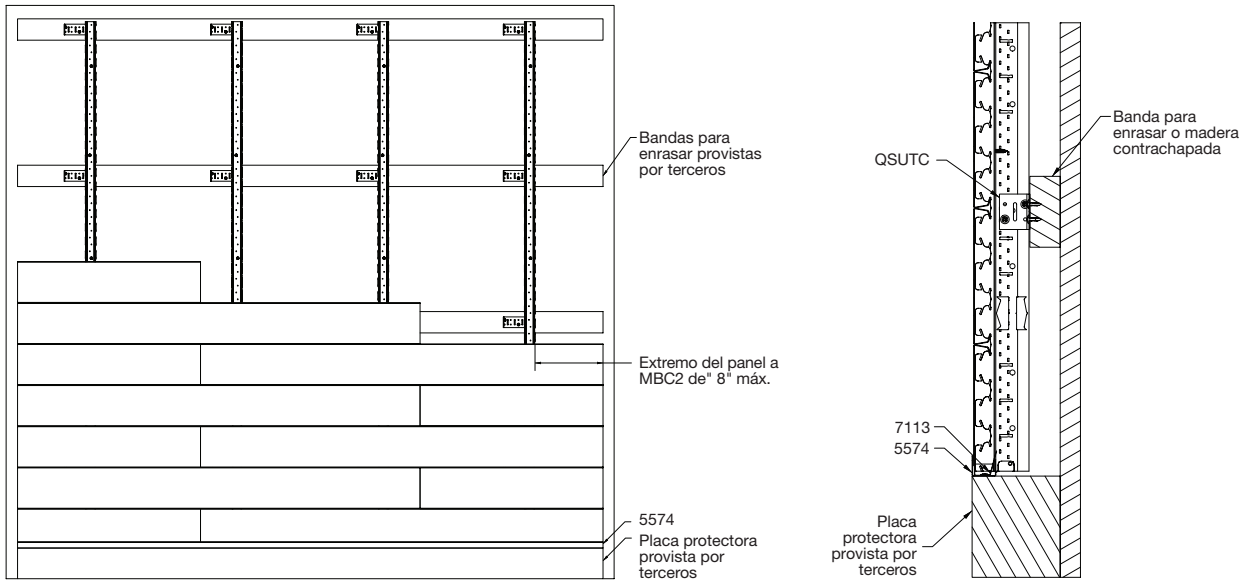 Bandas para
enrasar provistas
por terceros
Extremo del panel a
MBC2 de" 8" máx.
5574
Placa protectora
provista por
terceros
QSUTC
Banda para
enrasar o madera
contrachapada
7113
5574
Placa
protectora
provista por
terceros